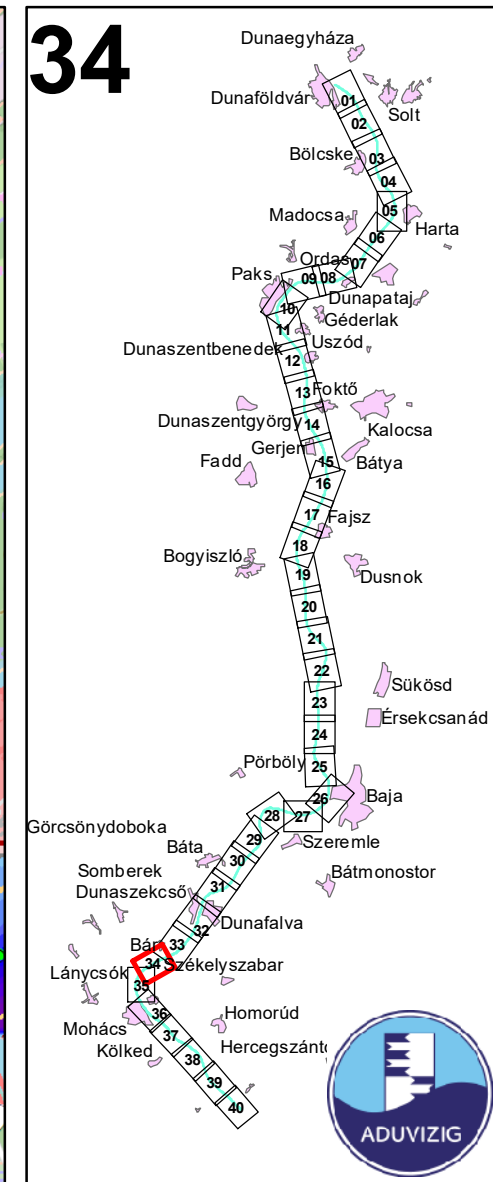 34
Dunaegyháza
Dunaföldvár
01
Solt
02
Bölcske
03
04
05
Madocsa
Harta
06
Ordas
07
Paks
09
08
Dunapataj
10
Géderlak
11
Uszód
Dunaszentbenedek
12
Foktő
13
Dunaszentgyörgy
14
Kalocsa
Gerjen
Fadd
15
Bátya
16
17
Fajsz
18
Bogyiszló
19
Dusnok
20
21
22
Sükösd
23
Érsekcsanád
24
Pörböly
25
26
Baja
28
27
Görcsönydoboka
29
Szeremle
Báta
30
Somberek
Bátmonostor
31
Dunaszekcső
Dunafalva
32
Bár
33
34
Székelyszabar
Lánycsók
35
36
Homorúd
Mohács
37
Kölked
38
39
40
ADUVIZIG